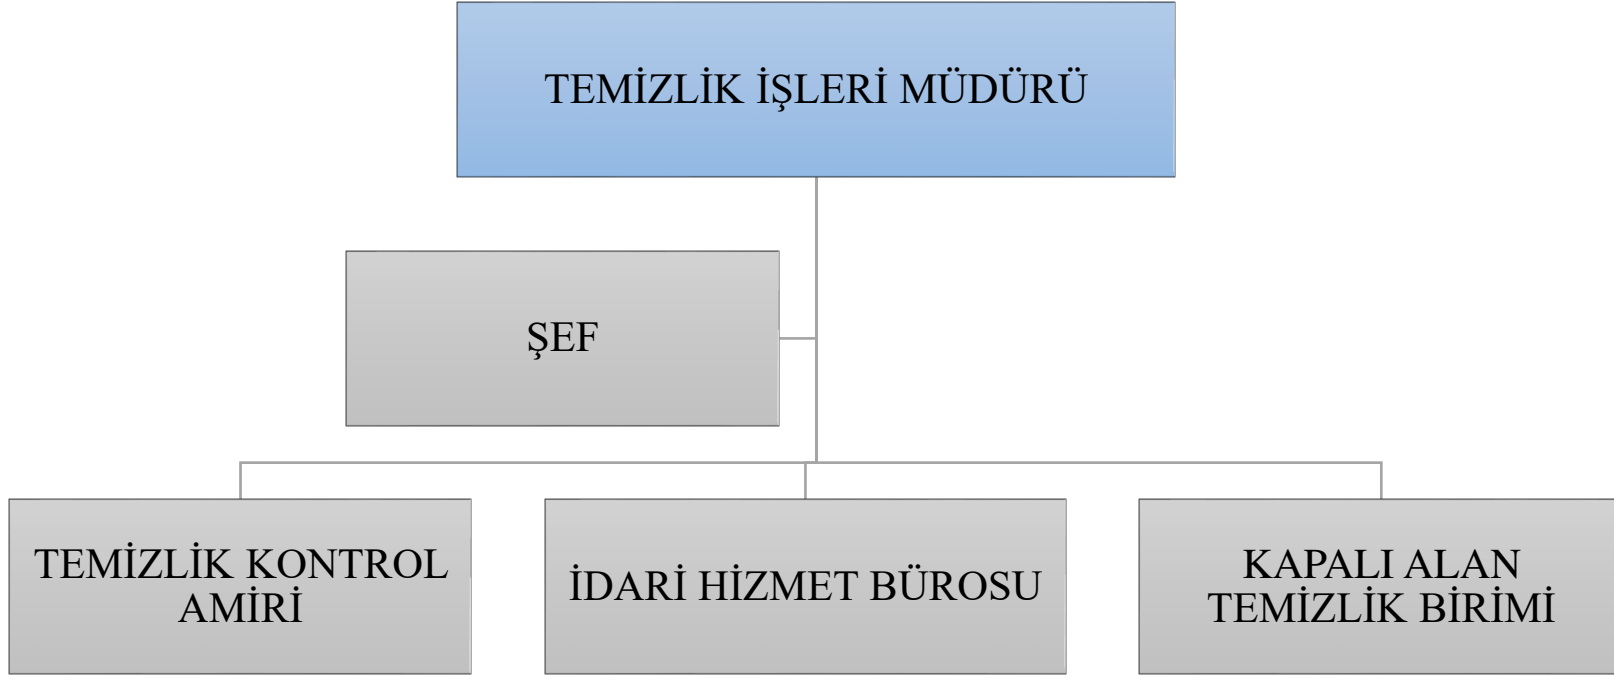 TEMİZLİK İŞLERİ MÜDÜRÜ
ŞEF
TEMİZLİK KONTROL
AMİRİ
İDARİ HİZMET BÜROSU
KAPALI ALAN
TEMİZLİK BİRİMİ